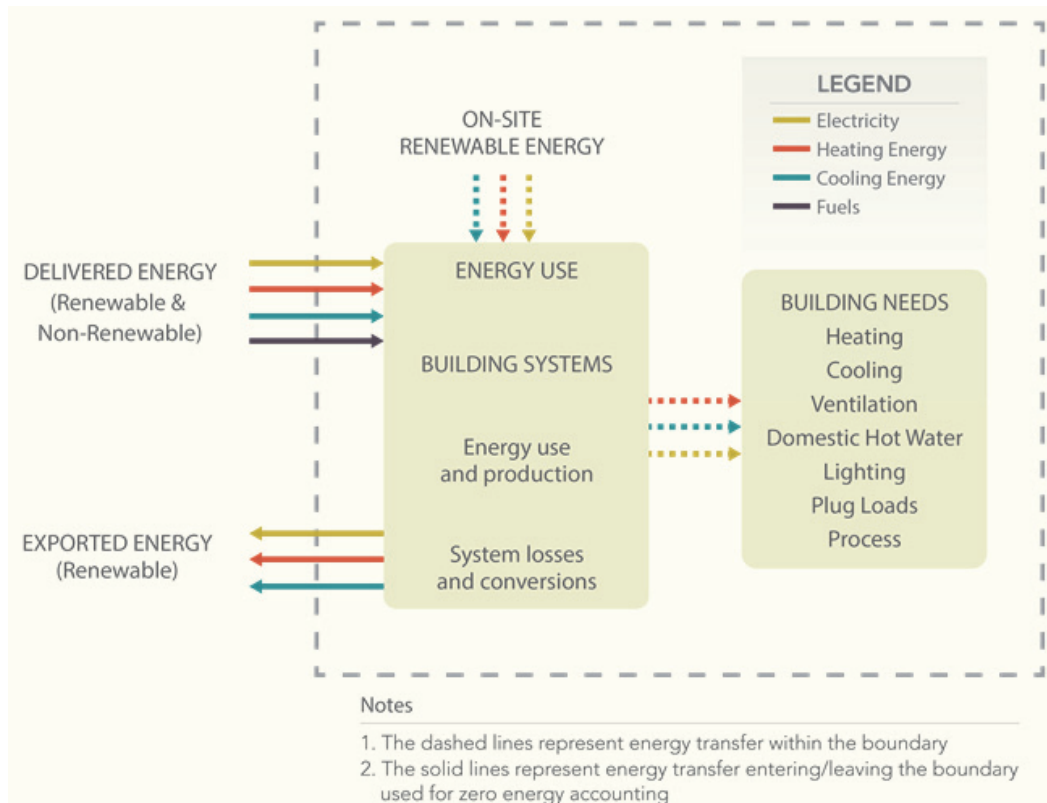 ON-SITE
RENEWABLE ENERGY
LEGEND
Electricity
Heating Energy
Cooling Energy
Fuels
DELIVERED ENERGY
(Renewable &
Non-Renewable)
ENERGY USE
BUILDING SYSTEMS
Energy use
and production
System losses
and conversions
BUILDING NEEDS
Heating
Cooling
Ventilation
Domestic Hot Water
Lighting
Plug Loads
Process
EXPORTED ENERGY
(Renewable)
Notes
1. The dashed lines represent energy transfer within the boundary
2. The solid lines represent energy transfer entering/leaving the boundary
used for zero energy accounting